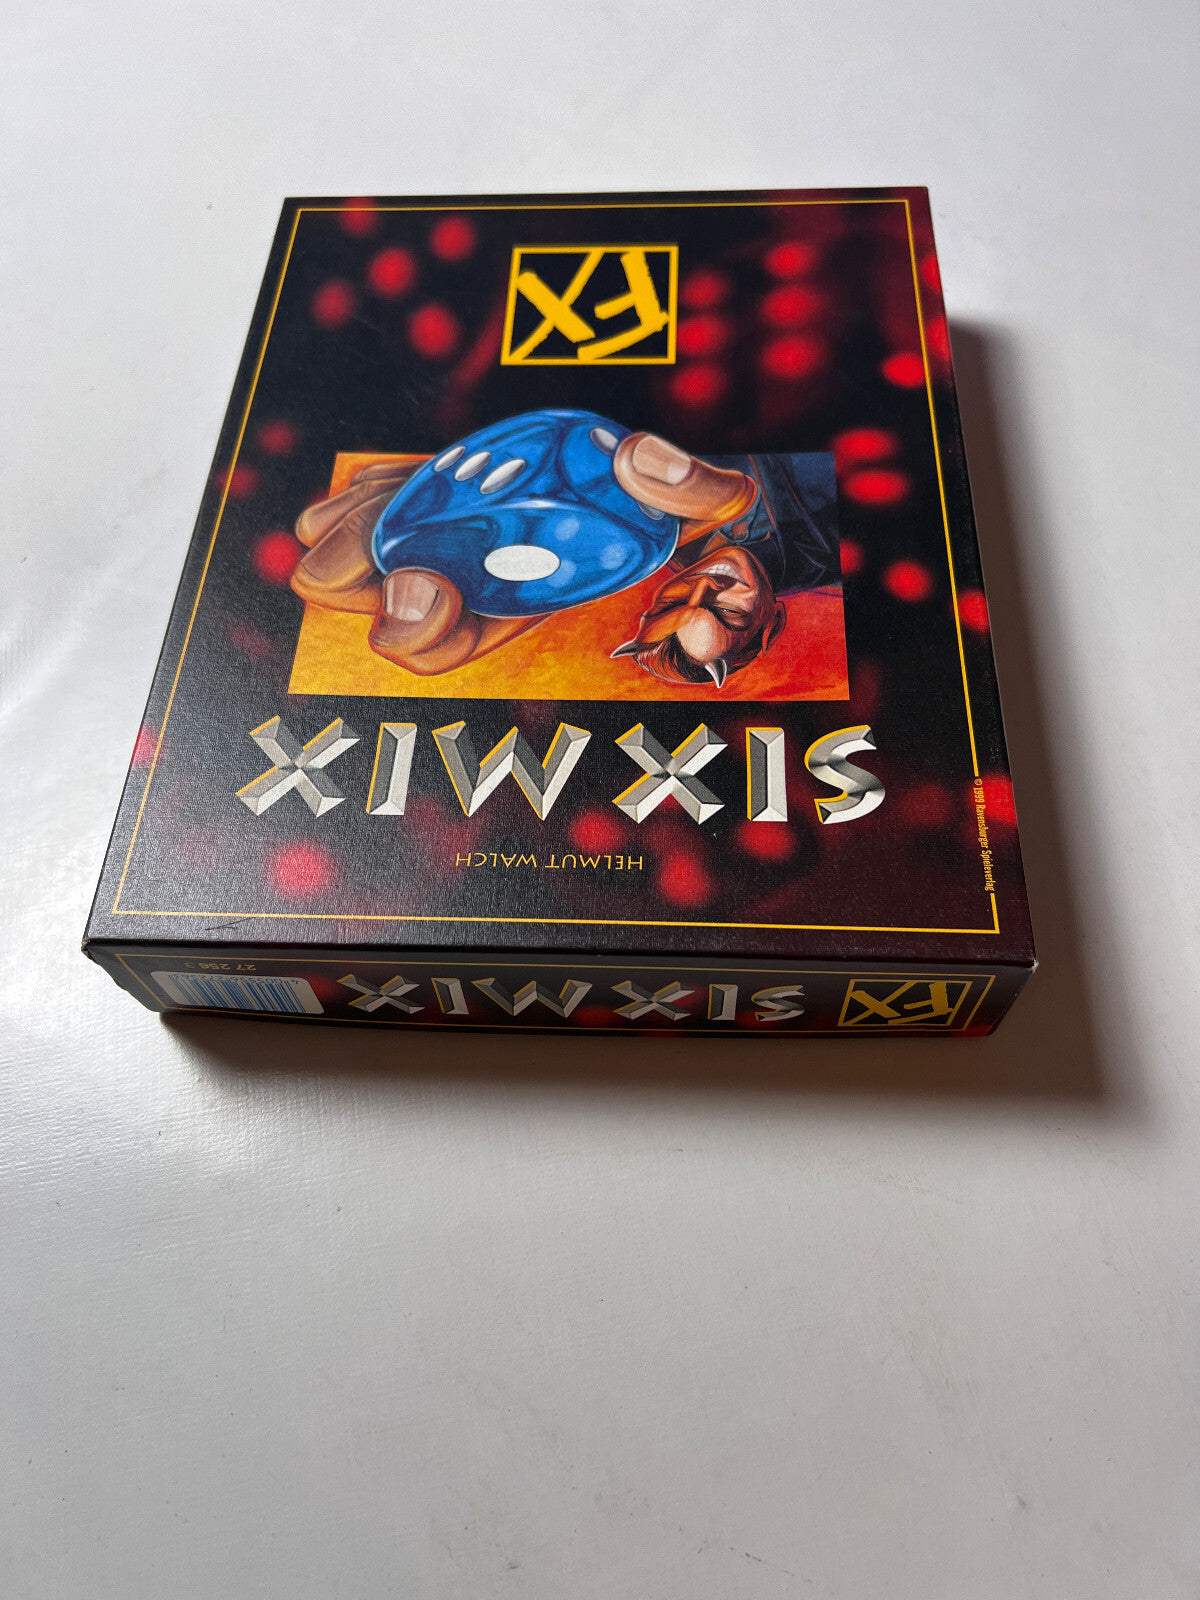 FX
SIXMIX
HELMUT WALCH
© 1999 Ravensburger Spieleverlag
FX
SIXMIX
27 256 3